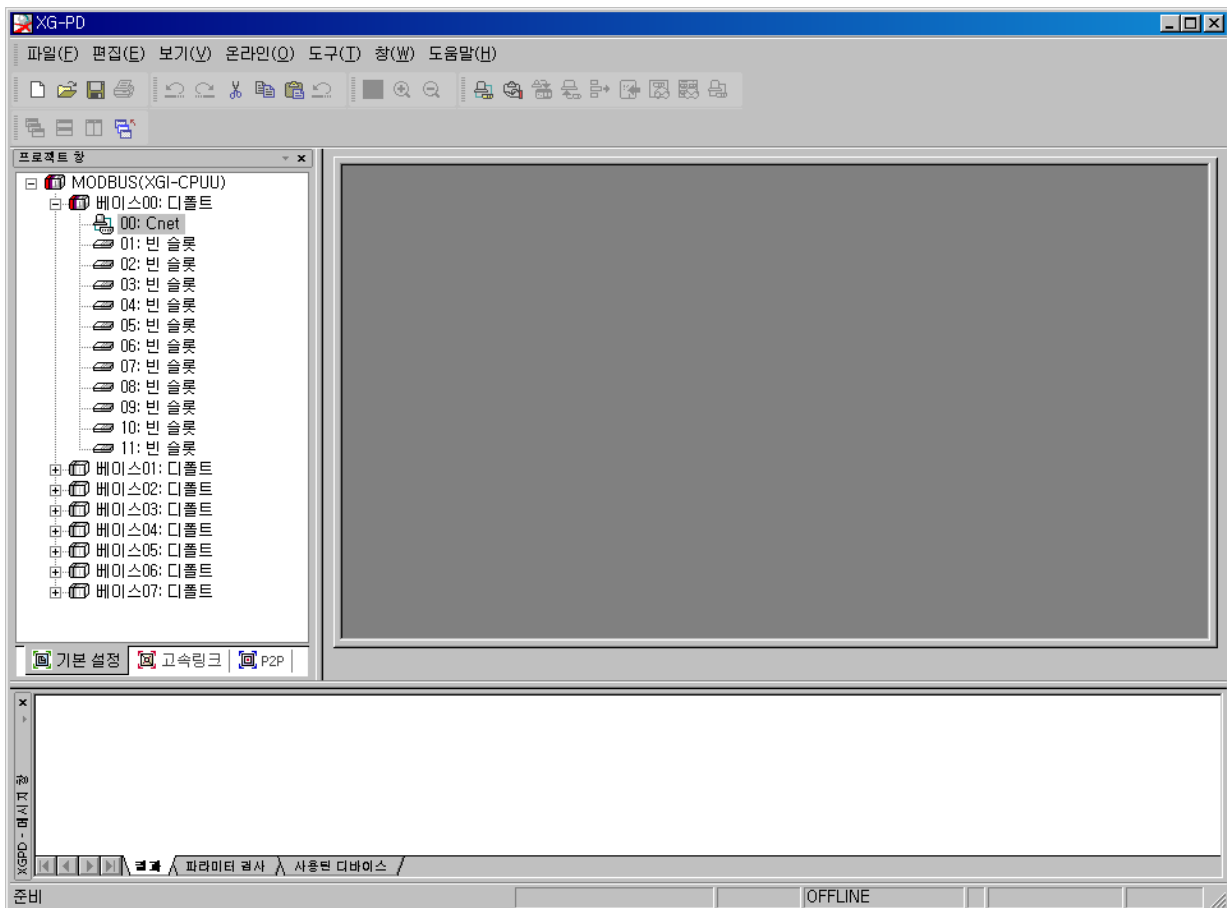 XG-PD
파일(F) 편집(E) 보기(V) 온라인(O) 도구(T) 창(W) 도움말(H)
프로젝트 창
MODBUS(XGI-CPUU)
베이스00: 디폴트
00: Cnet
01: 빈 슬롯
02: 빈 슬롯
03: 빈 슬롯
04: 빈 슬롯
05: 빈 슬롯
06: 빈 슬롯
07: 빈 슬롯
08: 빈 슬롯
09: 빈 슬롯
10: 빈 슬롯
11: 빈 슬롯
베이스01: 디폴트
베이스02: 디폴트
베이스03: 디폴트
베이스04: 디폴트
베이스05: 디폴트
베이스06: 디폴트
베이스07: 디폴트
기본 설정 고속링크 P2P
XGPD - 메시지 창
결과 파라미터 검사 사용된 디바이스
준비 OFFLINE